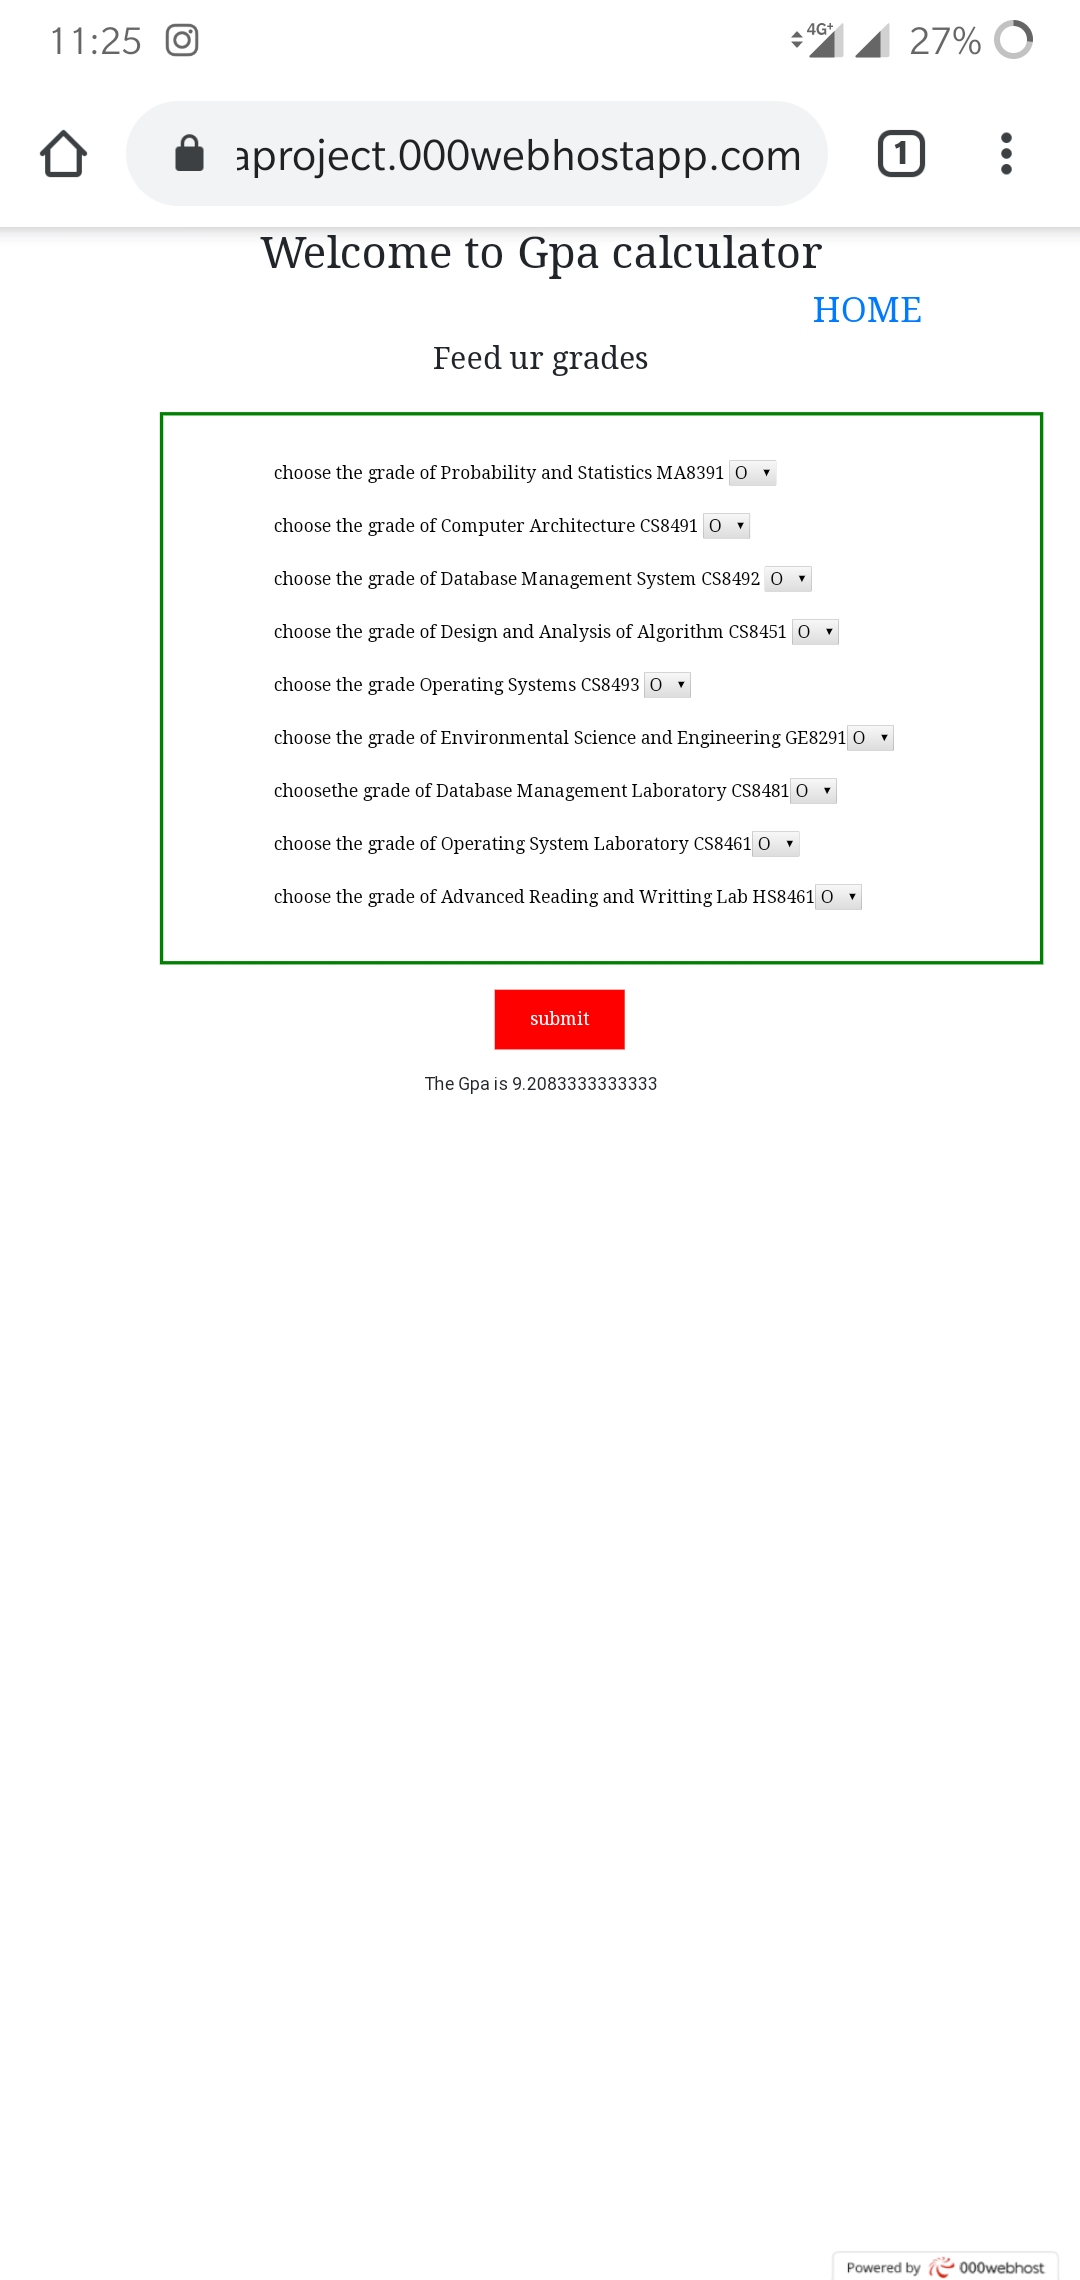 11:25 4G+ 27%
aproject.000webhostapp.com 1
Welcome to Gpa calculator
HOME
Feed ur grades
choose the grade of Probability and Statistics MA8391 O
choose the grade of Computer Architecture CS8491 O
choose the grade of Database Management System CS8492 O
choose the grade of Design and Analysis of Algorithm CS8451 O
choose the grade Operating Systems CS8493 O
choose the grade of Environmental Science and Engineering GE8291 O
choosethe grade of Database Management Laboratory CS8481 O
choose the grade of Operating System Laboratory CS8461 O
choose the grade of Advanced Reading and Writting Lab HS8461 O
submit
The Gpa is 9.2083333333333
Powered by 000webhost